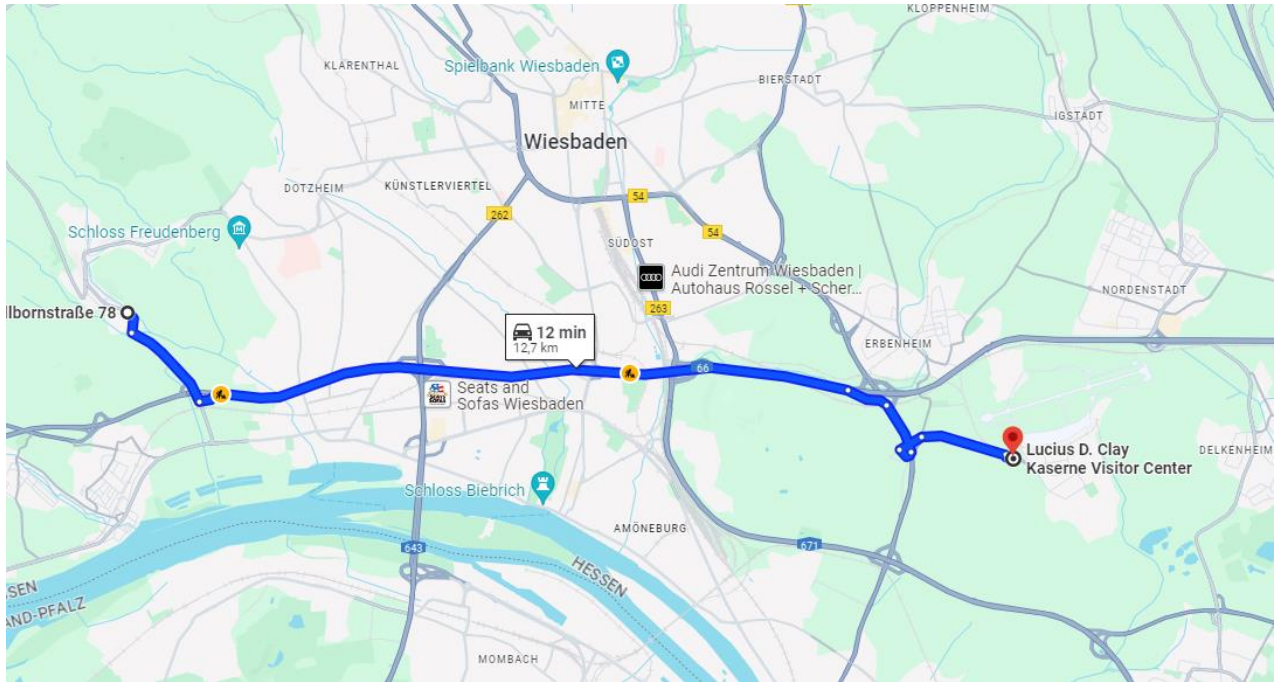 KLOPPENHEIM
KLARENTHAL
Spielbank Wiesbaden
BIERSTADT
MITTE
IGSTADT
Wiesbaden
DOTZHEIM
KÜNSTLERVIERTEL
54
262
Schloss Freudenberg
54
SÜDOST
Audi Zentrum Wiesbaden |
Autohaus Rossel + Scher...
NORDENSTADT
263
llbornstraße 78
12 min
12,7 km
ERBENHEIM
66
Seats and
Sofas Wiesbaden
Lucius D. Clay
Kaserne Visitor Center
DELKENHEIM
Schloss Biebrich
AMÖNEBURG
643
671
HESSEN
SSEN
AND-PFALZ
MOMBACH